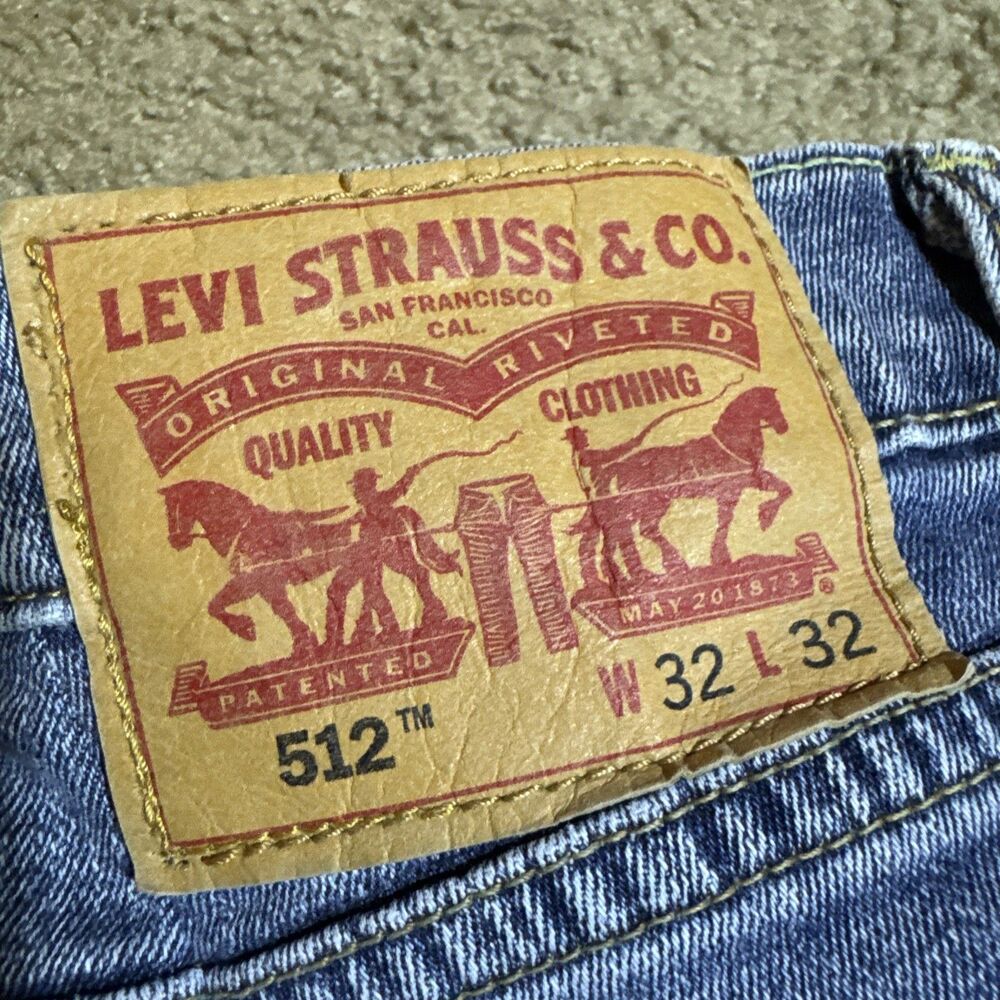 LEVI STRAUSS & CO.
SAN FRANCISCO
CAL.
ORIGINAL RIVETED
QUALITY CLOTHING
PATENTED MAY 20 1873 ®
512™ W 32 L 32